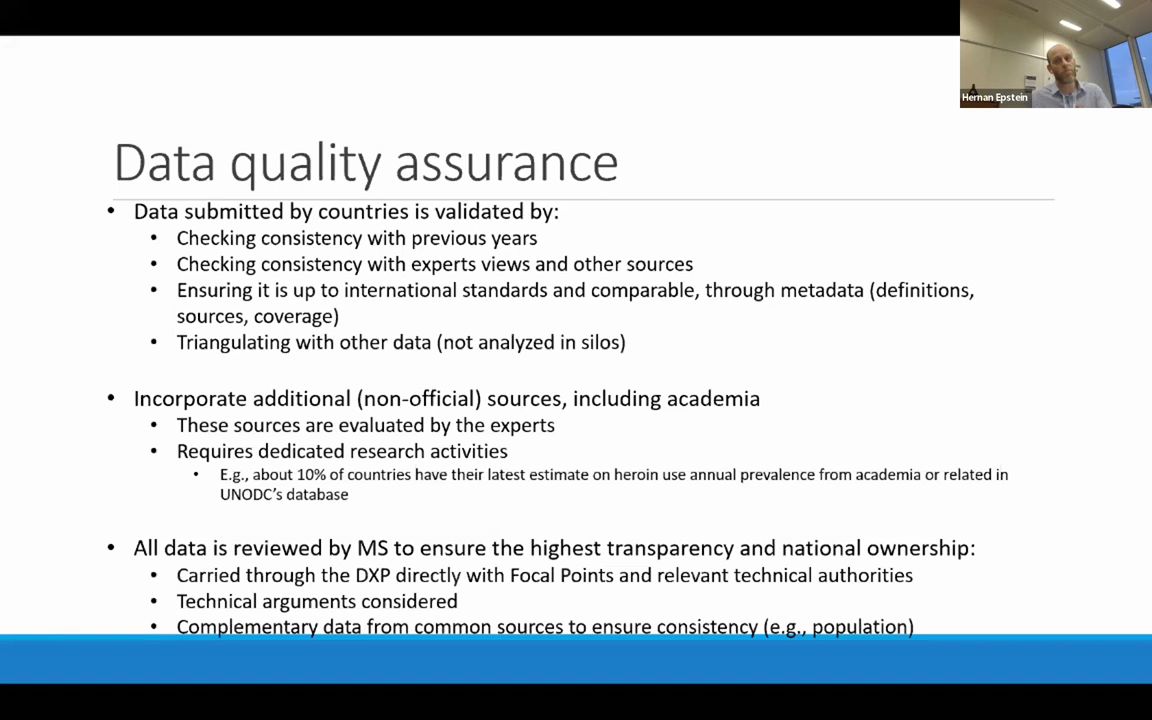 Hernan Epstein
Data quality assurance
• Data submitted by countries is validated by:
• Checking consistency with previous years
• Checking consistency with experts views and other sources
• Ensuring it is up to international standards and comparable, through metadata (definitions,
sources, coverage)
• Triangulating with other data (not analyzed in silos)
• Incorporate additional (non-official) sources, including academia
• These sources are evaluated by the experts
• Requires dedicated research activities
• E.g., about 10% of countries have their latest estimate on heroin use annual prevalence from academia or related in
UNODC's database
• All data is reviewed by MS to ensure the highest transparency and national ownership:
• Carried through the DXP directly with Focal Points and relevant technical authorities
• Technical arguments considered
• Complementary data from common sources to ensure consistency (e.g., population)